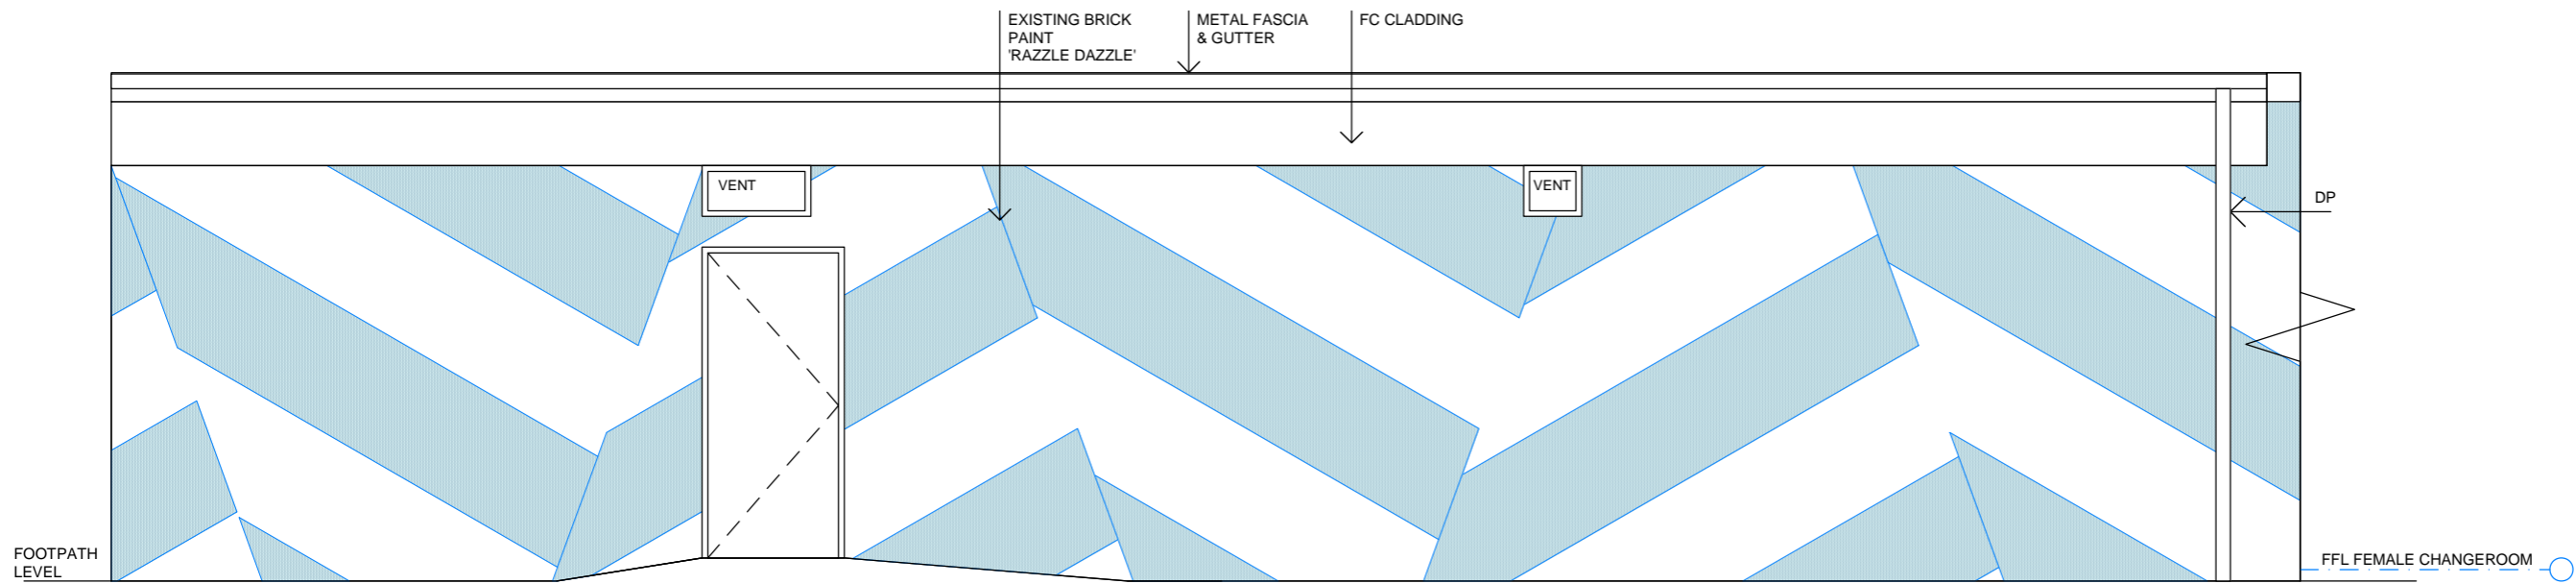 EXISTING BRICK
PAINT
'RAZZLE DAZZLE'
METAL FASCIA
& GUTTER
FC CLADDING
VENT
VENT
DP
FOOTPATH
LEVEL
FFL FEMALE CHANGEROOM